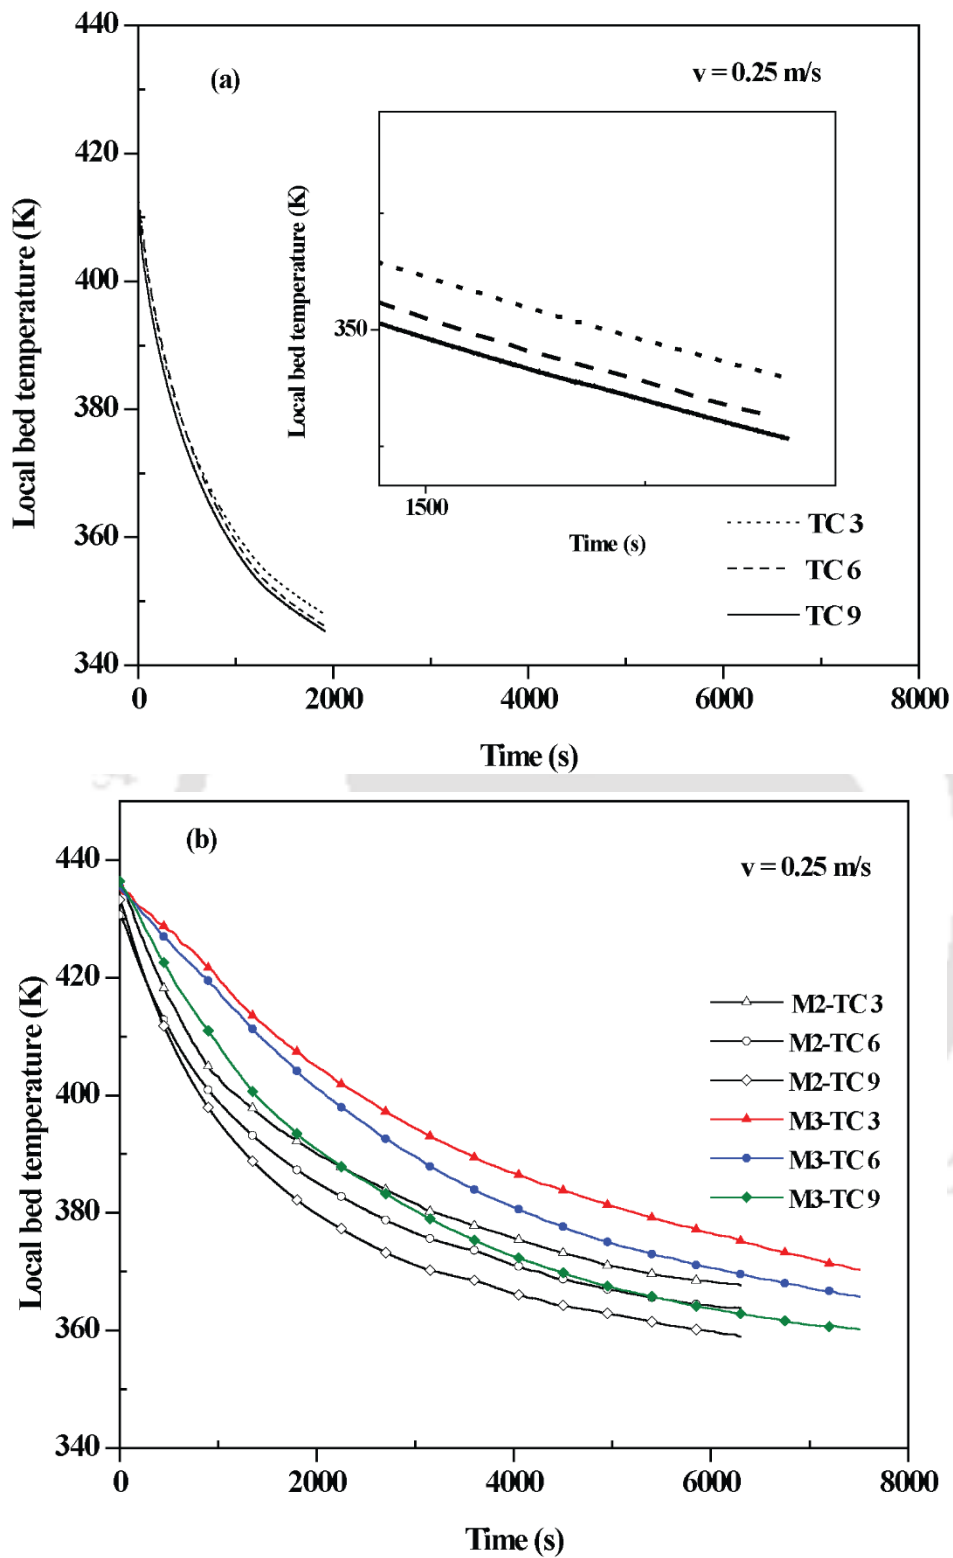 440
(a)
v = 0.25 m/s
420
Local bed temperature (K)
400
380
360
340
0
2000
4000
6000
8000
Time (s)
Local bed temperature (K)
350
1500
Time (s)
TC 3
TC 6
TC 9
(b)
440
v = 0.25 m/s
420
Local bed temperature (K)
400
380
360
340
M2-TC 3
M2-TC 6
M2-TC 9
M3-TC 3
M3-TC 6
M3-TC 9
0
2000
4000
6000
8000
Time (s)